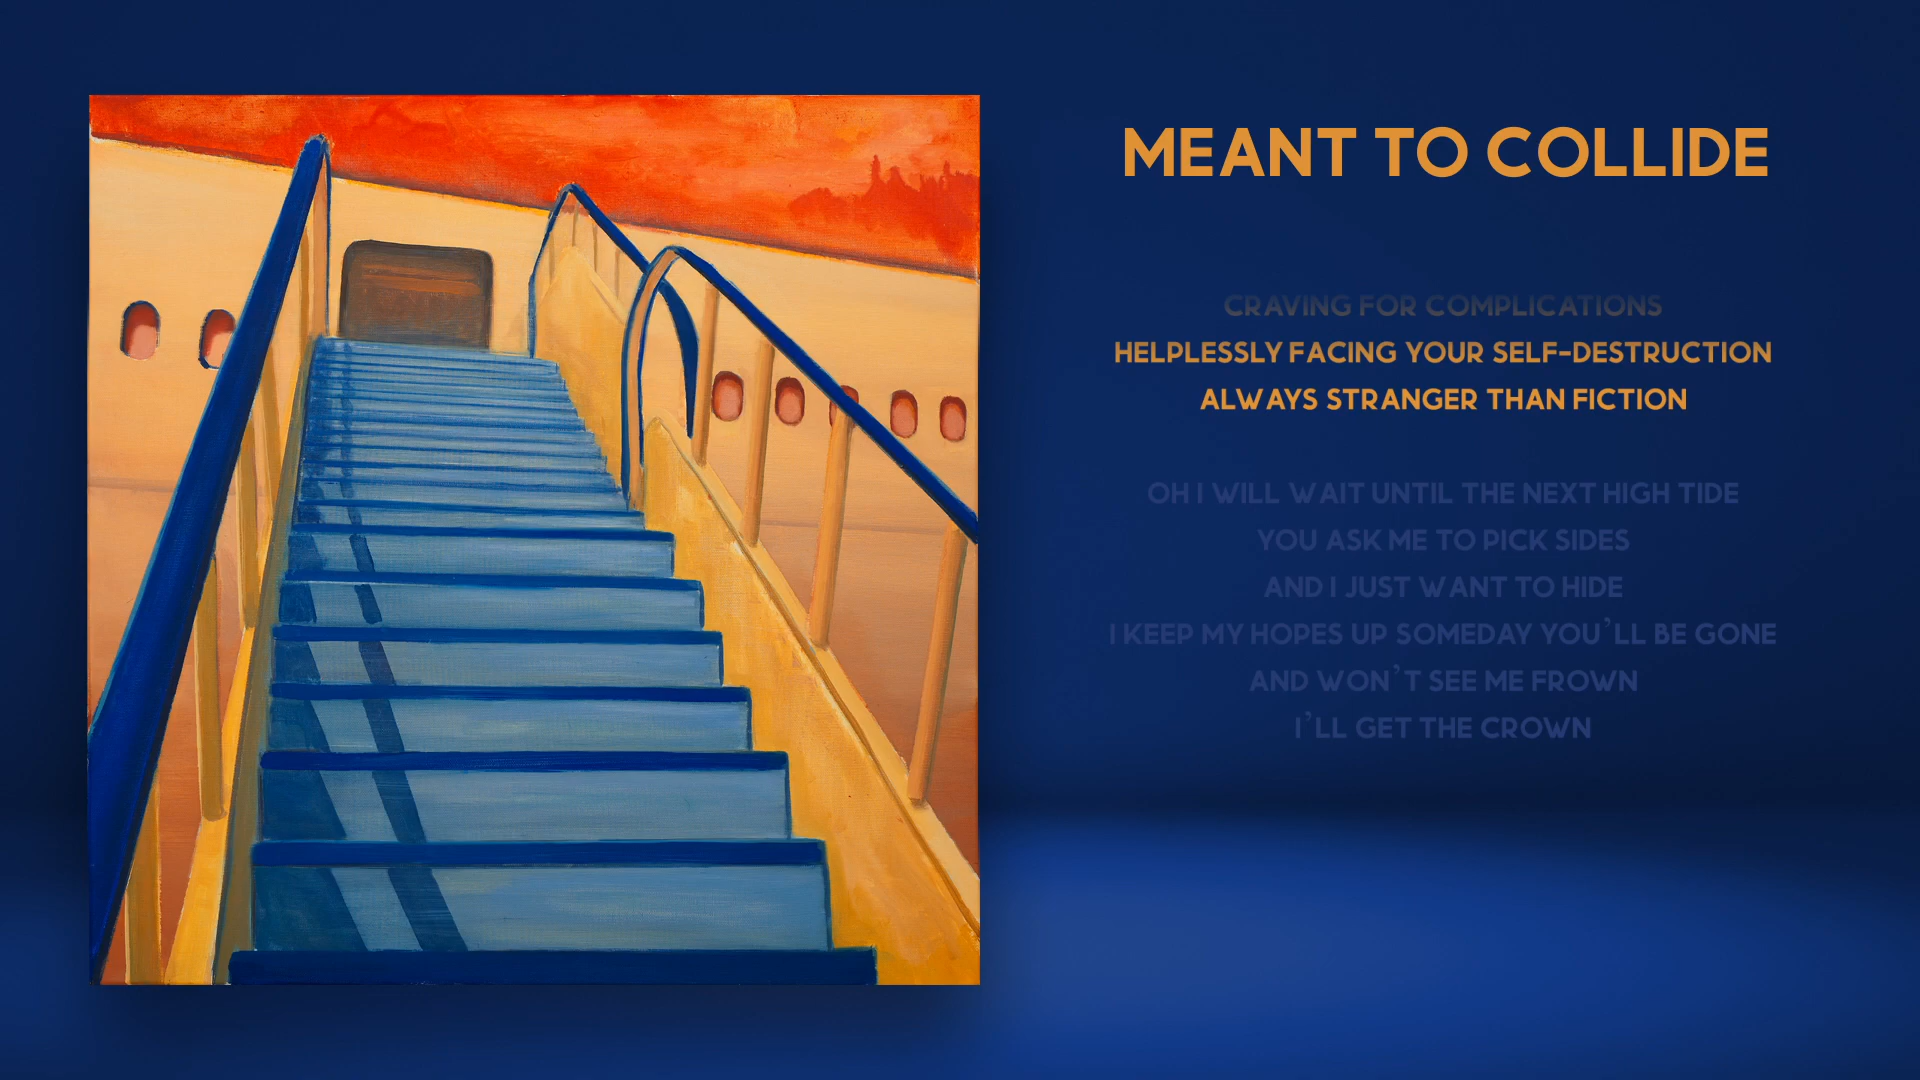 MEANT TO COLLIDE
CRAVING FOR COMPLICATIONS
HELPLESSLY FACING YOUR SELF-DESTRUCTION
ALWAYS STRANGER THAN FICTION
OH I WILL WAIT UNTIL THE NEXT HIGH TIDE
YOU ASK ME TO PICK SIDES
AND I JUST WANT TO HIDE
I KEEP MY HOPES UP SOMEDAY YOU'LL BE GONE
AND WON'T SEE ME FROWN
I'LL GET THE CROWN